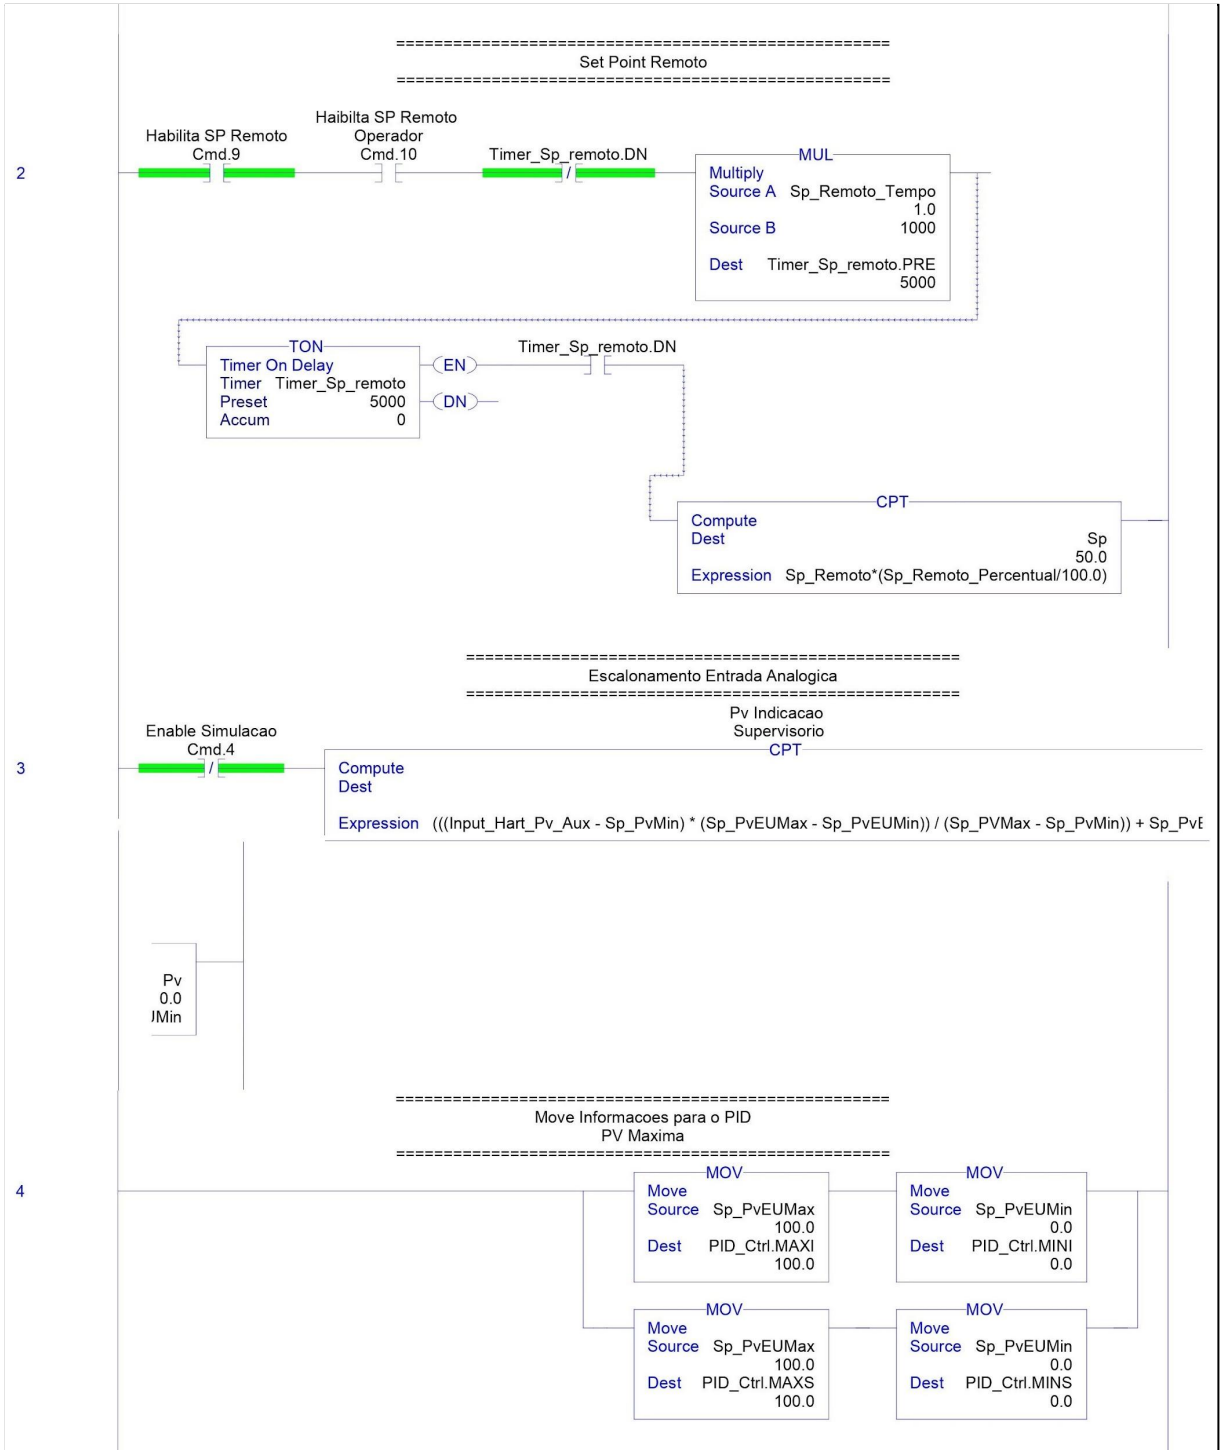 ==============================================
Set Point Remoto
==============================================
Habilita SP Remoto
Cmd.9
Haibilta SP Remoto
Operador
Cmd.10
Timer_Sp_remoto.DN
/
2
MUL
Multiply
Source A Sp_Remoto_Tempo
1.0
Source B 1000
Dest Timer_Sp_remoto.PRE
5000
TON
Timer On Delay
Timer Timer_Sp_remoto
Preset 5000
Accum 0
EN
DN
Timer_Sp_remoto.DN
CPT
Compute
Dest Sp
50.0
Expression Sp_Remoto*(Sp_Remoto_Percentual/100.0)
==============================================
Escalonamento Entrada Analogica
==============================================
Pv Indicacao
Supervisorio
Enable Simulacao
Cmd.4
/
3
CPT
Compute
Dest
Expression (((Input_Hart_Pv_Aux - Sp_PvMin) * (Sp_PvEUMax - Sp_PvEUMin)) / (Sp_PVMax - Sp_PvMin)) + Sp_PvE
Pv
0.0
JMin
==============================================
Move Informacoes para o PID
PV Maxima
==============================================
4
MOV
Move
Source Sp_PvEUMax
100.0
Dest PID_Ctrl.MAXI
100.0
MOV
Move
Source Sp_PvEUMin
0.0
Dest PID_Ctrl.MINI
0.0
MOV
Move
Source Sp_PvEUMax
100.0
Dest PID_Ctrl.MAXS
100.0
MOV
Move
Source Sp_PvEUMin
0.0
Dest PID_Ctrl.MINS
0.0